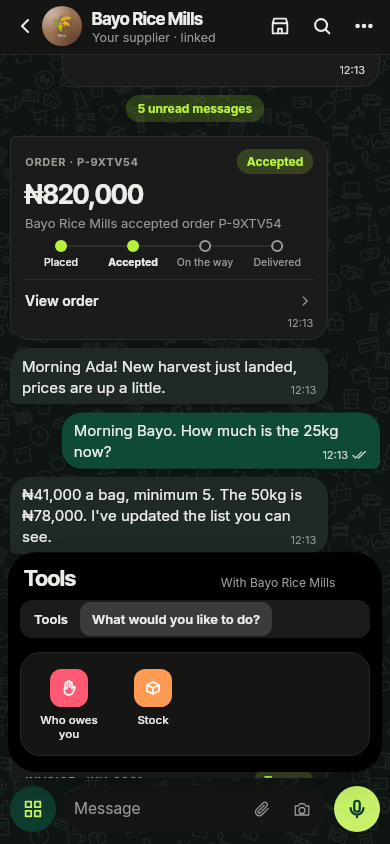 Bayo Rice Mills
Your supplier · linked
12:13
5 unread messages
ORDER · P-9XTV54
Accepted
₦820,000
Bayo Rice Mills accepted order P-9XTV54
Placed Accepted On the way Delivered
View order
12:13
Morning Ada! New harvest just landed,
prices are up a little.
12:13
Morning Bayo. How much is the 25kg
now?
12:13
₦41,000 a bag, minimum 5. The 50kg is
₦78,000. I've updated the list you can
see.
12:13
Tools
With Bayo Rice Mills
Tools What would you like to do?
Who owes
you
Stock
Message